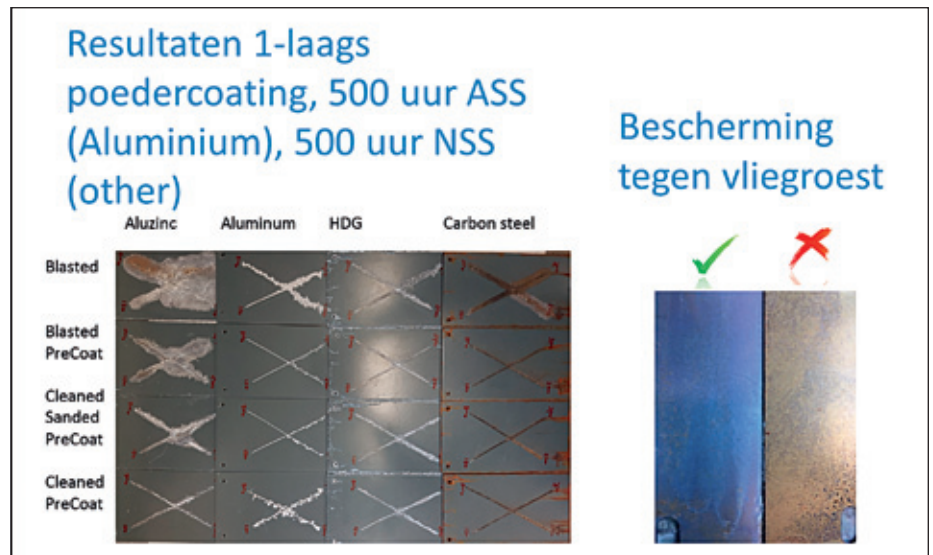 Resultaten 1-laags
poedercoating, 500 uur ASS
(Aluminium), 500 uur NSS
(other)
Bescherming
tegen vliegroest
Aluzinc Aluminum HDG Carbon steel
Blasted
Blasted
PreCoat
Cleaned
Sanded
PreCoat
Cleaned
PreCoat